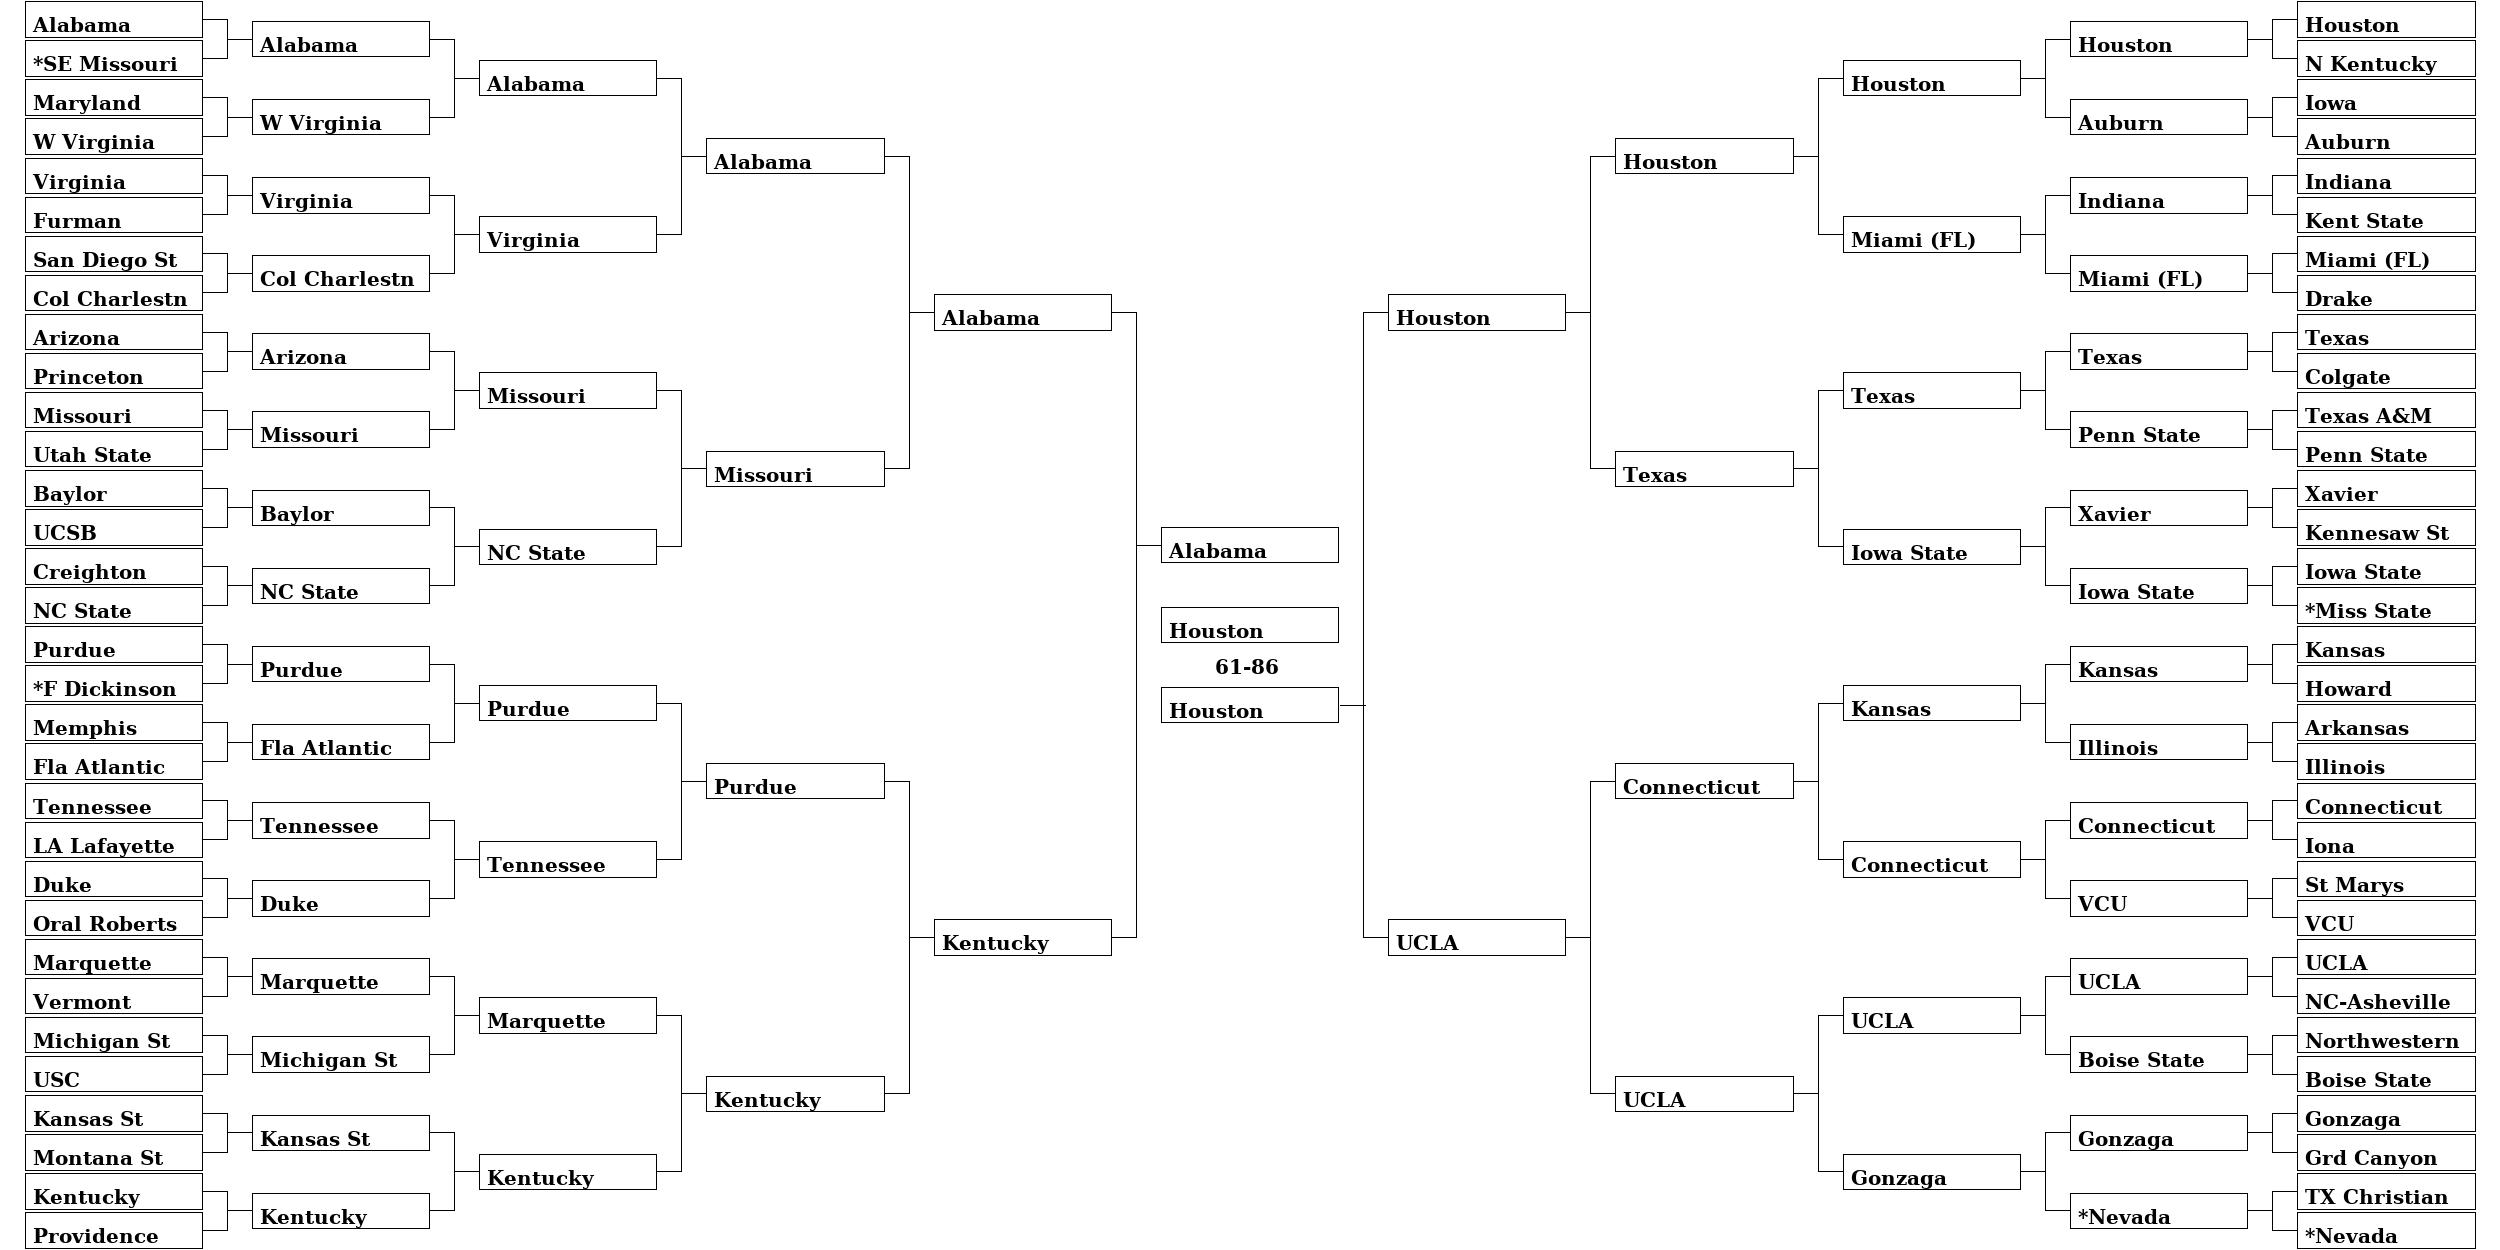 Alabama
*SE Missouri
Maryland
W Virginia
Virginia
Furman
San Diego St
Col Charlestn
Arizona
Princeton
Missouri
Utah State
Baylor
UCSB
Creighton
NC State
Purdue
*F Dickinson
Memphis
Fla Atlantic
Tennessee
LA Lafayette
Duke
Oral Roberts
Marquette
Vermont
Michigan St
USC
Kansas St
Montana St
Kentucky
Providence
Alabama
W Virginia
Virginia
Col Charlestn
Arizona
Missouri
Baylor
NC State
Purdue
Fla Atlantic
Tennessee
Duke
Marquette
Michigan St
Kansas St
Kentucky
Alabama
Virginia
Missouri
NC State
Purdue
Tennessee
Marquette
Kentucky
Alabama
Missouri
Purdue
Kentucky
Alabama
Kentucky
Alabama
Houston
61-86
Houston
Houston
UCLA
Houston
Texas
Connecticut
UCLA
Houston
Miami (FL)
Texas
Iowa State
Kansas
Connecticut
UCLA
Gonzaga
Houston
Auburn
Indiana
Miami (FL)
Texas
Penn State
Xavier
Iowa State
Kansas
Illinois
Connecticut
VCU
UCLA
Boise State
Gonzaga
*Nevada
Houston
N Kentucky
Iowa
Auburn
Indiana
Kent State
Miami (FL)
Drake
Texas
Colgate
Texas A&M
Penn State
Xavier
Kennesaw St
Iowa State
*Miss State
Kansas
Howard
Arkansas
Illinois
Connecticut
Iona
St Marys
VCU
UCLA
NC-Asheville
Northwestern
Boise State
Gonzaga
Grd Canyon
TX Christian
*Nevada